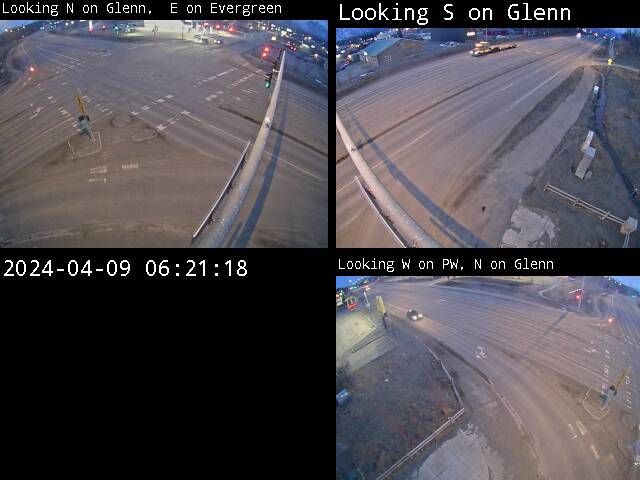 Looking N on Glenn,  E on Evergreen
Looking S on Glenn
2024-04-09 06:21:18
Looking W on PW, N on Glenn